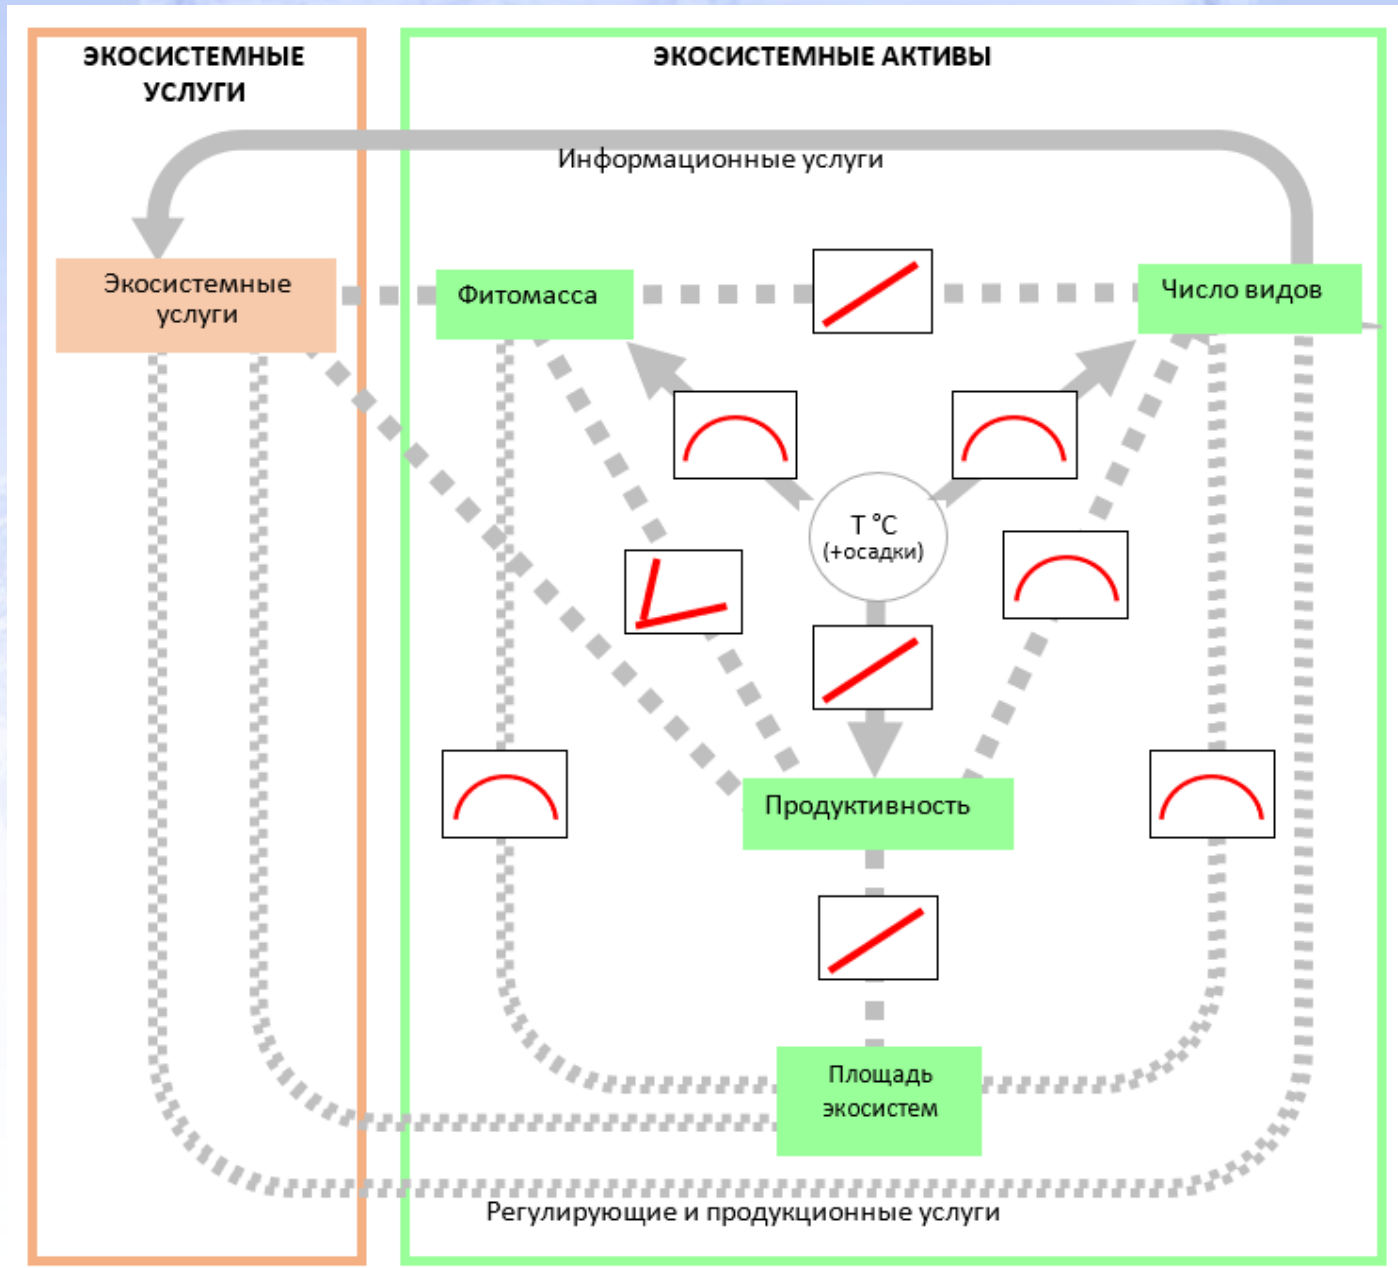 ЭКОСИСТЕМНЫЕ
УСЛУГИ
ЭКОСИСТЕМНЫЕ АКТИВЫ
Информационные услуги
Экосистемные
услуги
Фитомасса
Число видов
T °C
(+осадки)
Продуктивность
Площадь
экосистем
Регулирующие и продукционные услуги